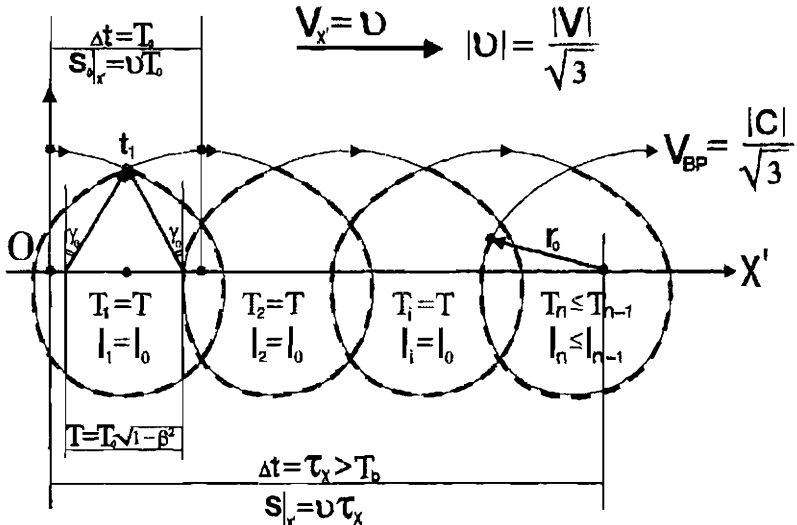 Δt=T₀
S₀|ₓ'=υT₀
Vₓ'=υ
|υ|=|V|/√3
t₁
V_BP=|C|/√3
O
γ₀
γ₀
r₀
X'
T₁=T
l₁=l₀
T₂=T
l₂=l₀
Tᵢ=T
lᵢ=l₀
Tₙ≤Tₙ₋₁
lₙ≤lₙ₋₁
T=T₀√1−β²
Δt=τₓ>T₀
S|ₓ'=υτₓ